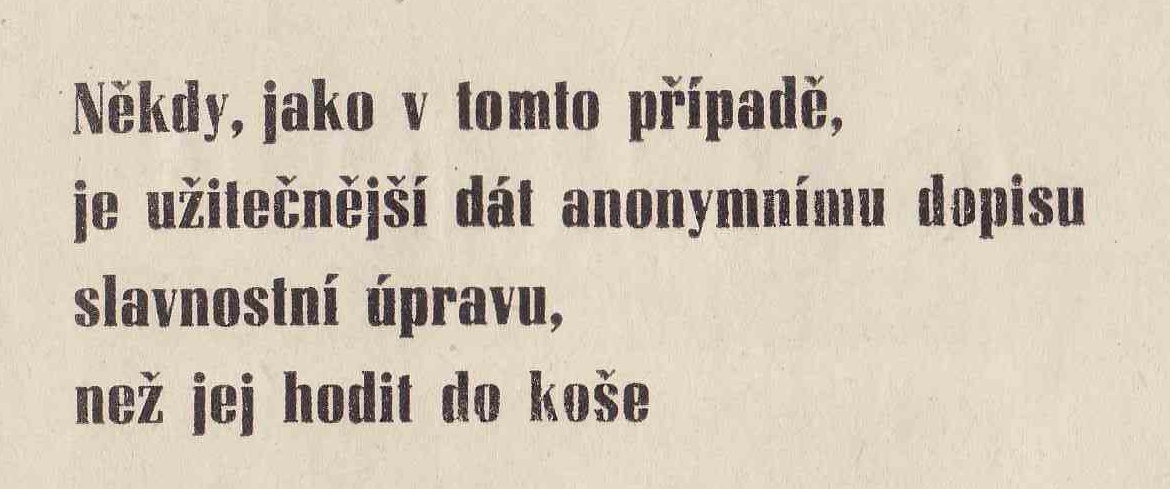 Někdy, jako v tomto případě,
je užitečnější dát anonymnímu dopisu
slavnostní úpravu,
než jej hodit do koše